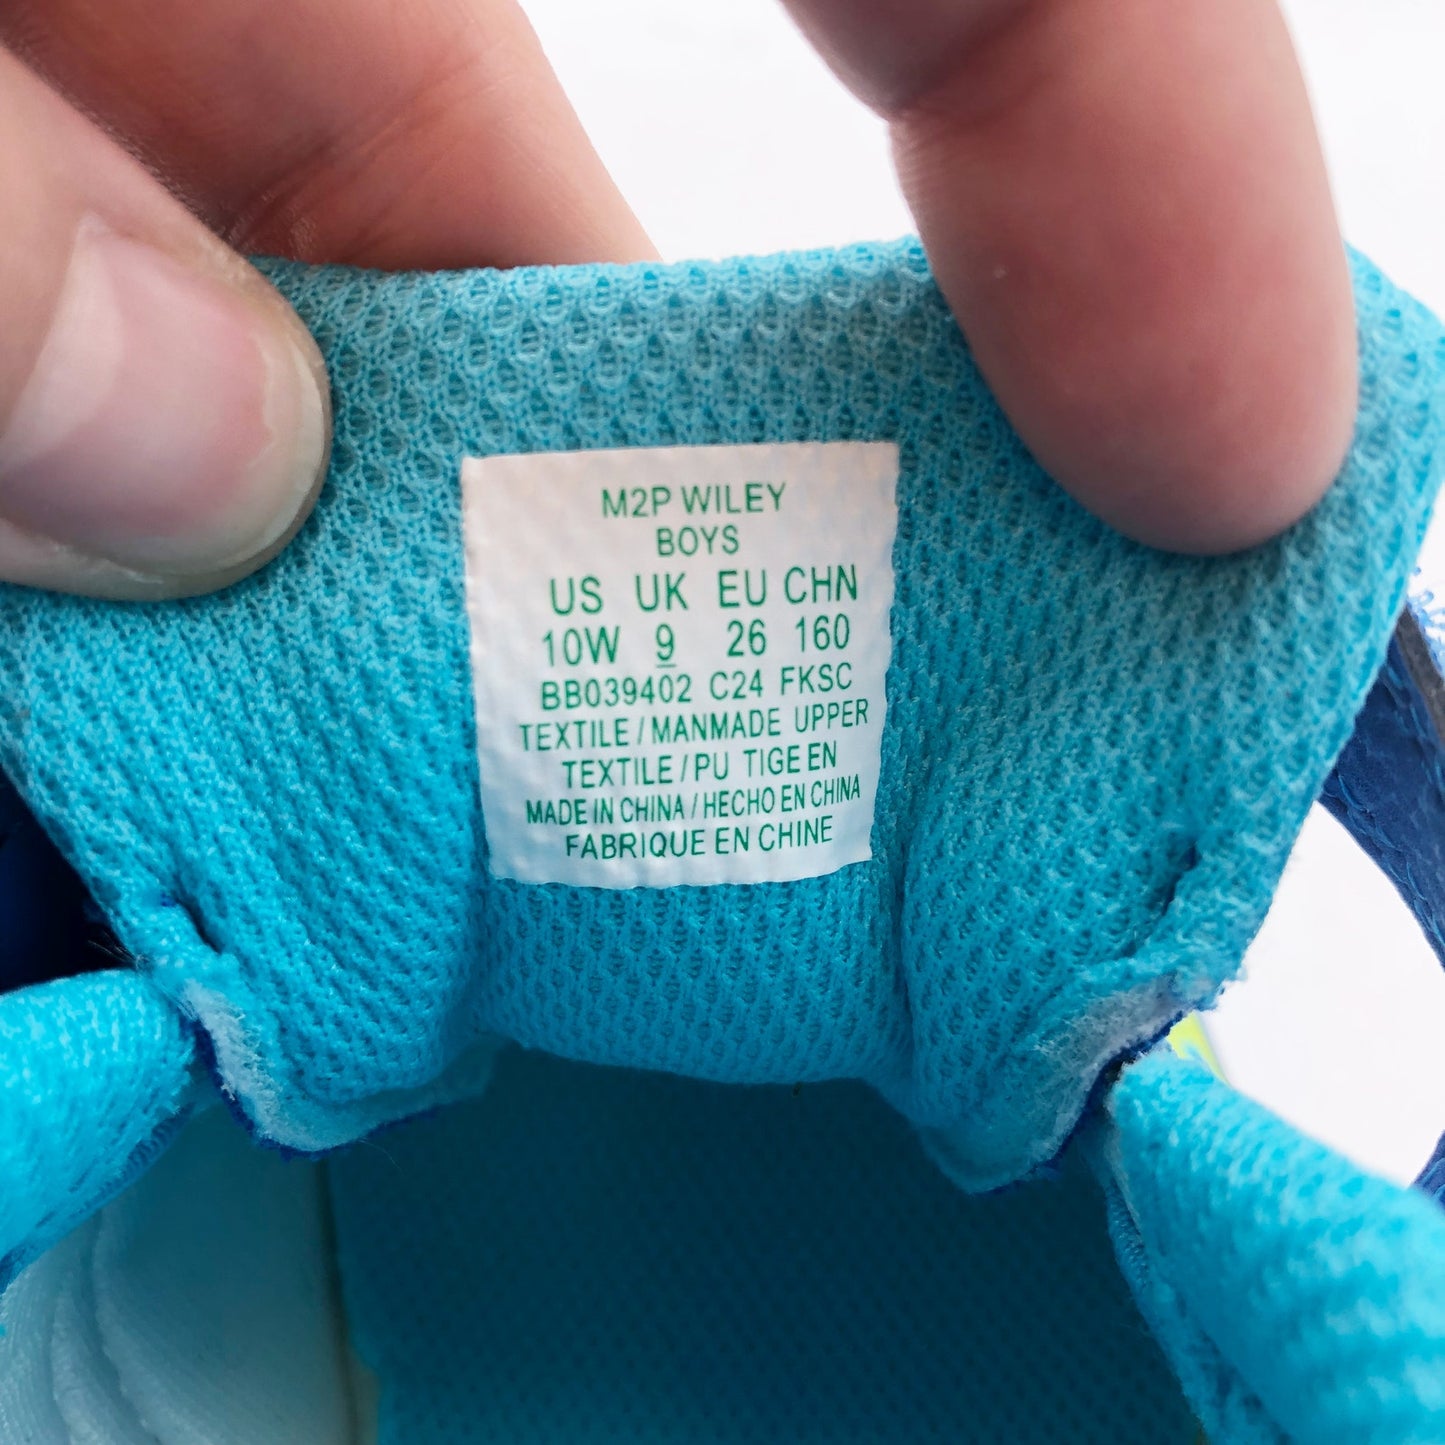 M2P WILEY
BOYS
US UK EU CHN
10W 9 26 160
BB039402 C24 FKSC
TEXTILE / MANMADE UPPER
TEXTILE / PU TIGE EN
MADE IN CHINA / HECHO EN CHINA
FABRIQUE EN CHINE